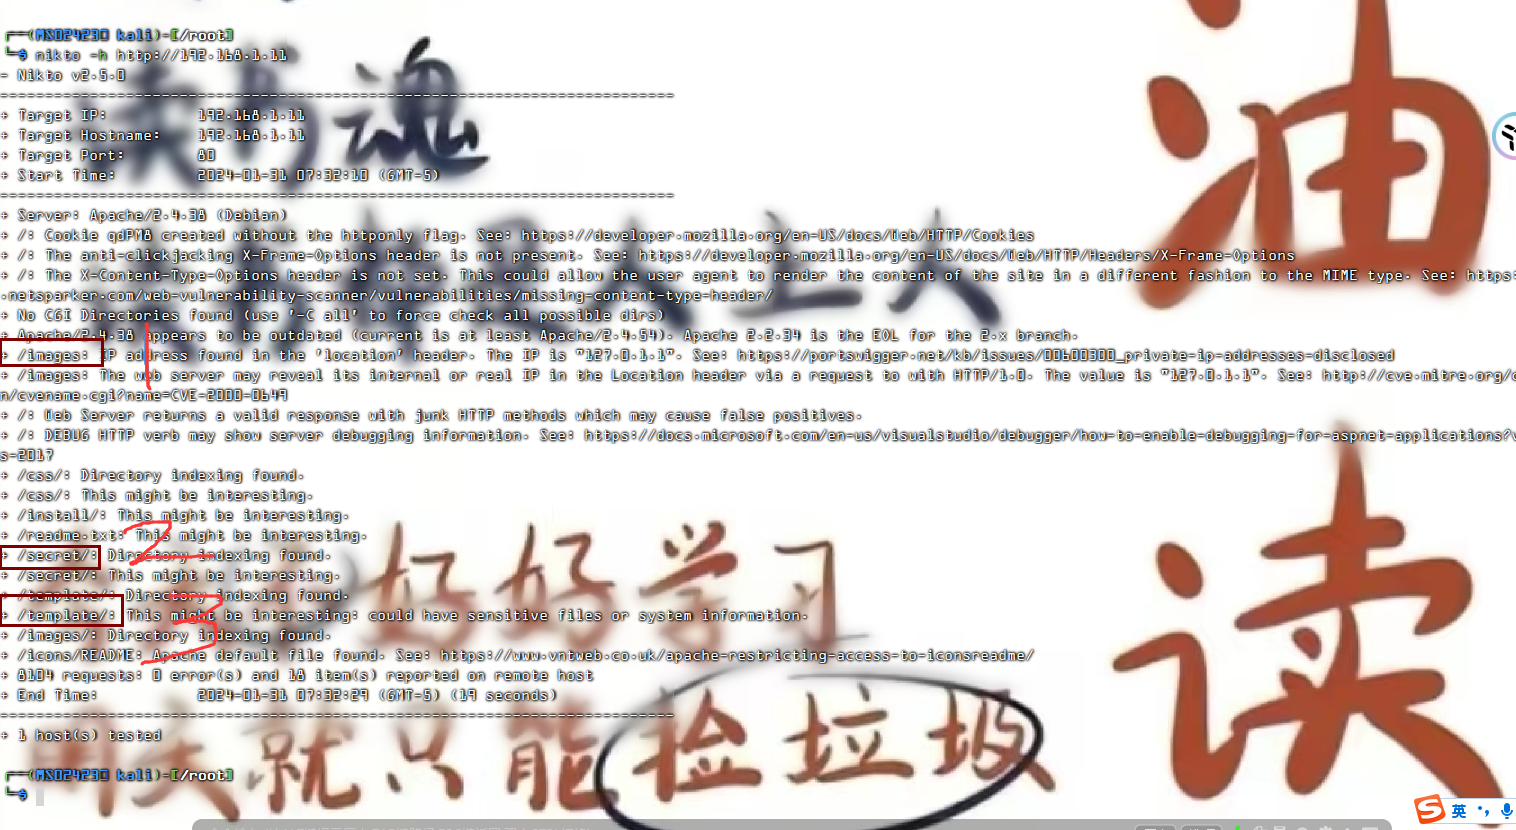 ┌──(MS02423㉿kali)-[/root]
└─$ nikto -h http://192.168.1.11
- Nikto v2.5.0
---------------------------------------------------------------------------
+ Target IP:          192.168.1.11
+ Target Hostname:    192.168.1.11
+ Target Port:        80
+ Start Time:         2024-01-31 07:32:10 (GMT-5)
---------------------------------------------------------------------------
+ Server: Apache/2.4.38 (Debian)
+ /: Cookie qdPM8 created without the httponly flag. See: https://developer.mozilla.org/en-US/docs/Web/HTTP/Cookies
+ /: The anti-clickjacking X-Frame-Options header is not present. See: https://developer.mozilla.org/en-US/docs/Web/HTTP/Headers/X-Frame-Options
+ /: The X-Content-Type-Options header is not set. This could allow the user agent to render the content of the site in a different fashion to the MIME type. See: https:
.netsparker.com/web-vulnerability-scanner/vulnerabilities/missing-content-type-header/
+ No CGI Directories found (use '-C all' to force check all possible dirs)
+ Apache/2.4.38 appears to be outdated (current is at least Apache/2.4.54). Apache 2.2.34 is the EOL for the 2.x branch.
+ /images: IP address found in the 'location' header. The IP is "127.0.1.1". See: https://portswigger.net/kb/issues/00600300_private-ip-addresses-disclosed
+ /images: The web server may reveal its internal or real IP in the Location header via a request to with HTTP/1.0. The value is "127.0.1.1". See: http://cve.mitre.org/c
n/cvename.cgi?name=CVE-2000-0649
+ /: Web Server returns a valid response with junk HTTP methods which may cause false positives.
+ /: DEBUG HTTP verb may show server debugging information. See: https://docs.microsoft.com/en-us/visualstudio/debugger/how-to-enable-debugging-for-aspnet-applications?v
s-2017
+ /css/: Directory indexing found.
+ /css/: This might be interesting.
+ /install/: This might be interesting.
+ /readme.txt: This might be interesting.
+ /secret/: Directory indexing found.
+ /secret/: This might be interesting.
+ /template/: Directory indexing found.
+ /template/: This might be interesting: could have sensitive files or system information.
+ /images/: Directory indexing found.
+ /icons/README: Apache default file found. See: https://www.vntweb.co.uk/apache-restricting-access-to-iconsreadme/
+ 8104 requests: 0 error(s) and 18 item(s) reported on remote host
+ End Time:           2024-01-31 07:32:29 (GMT-5) (19 seconds)
---------------------------------------------------------------------------
+ 1 host(s) tested
┌──(MS02423㉿kali)-[/root]
└─$
1
2
3
读书魂
人上人
好好学习
就只能捡垃圾
油
读
英